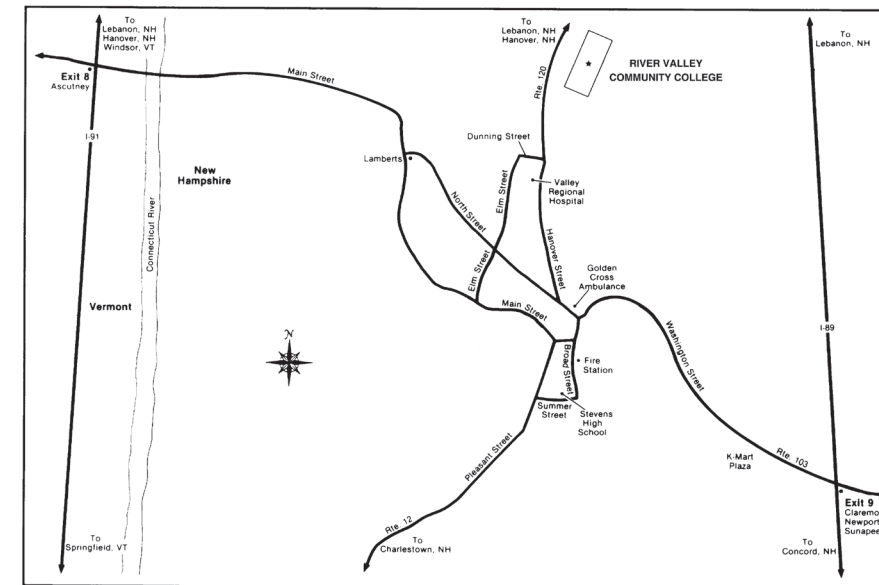 To
Lebanon, NH
Hanover, NH
Windsor, VT
To
Lebanon, NH
Hanover, NH
To
Lebanon, NH
RIVER VALLEY
COMMUNITY COLLEGE
Exit 8
Ascutney
Main Street
Rte. 120
I-91
Dunning Street
Lamberts
New
Hampshire
Valley
Regional
Hospital
Elm Street
North Street
Connecticut River
Hanover Street
Golden
Cross
Ambulance
Elm Street
Vermont
Main Street
Washington Street
I-89
N
Broad Street
Fire
Station
Summer
Street
Stevens
High
School
Pleasant Street
K-Mart
Plaza
Rte. 103
Exit 9
Claremo
Newport
Sunapee
Rte. 12
To
Springfield, VT
To
Charlestown, NH
To
Concord, NH